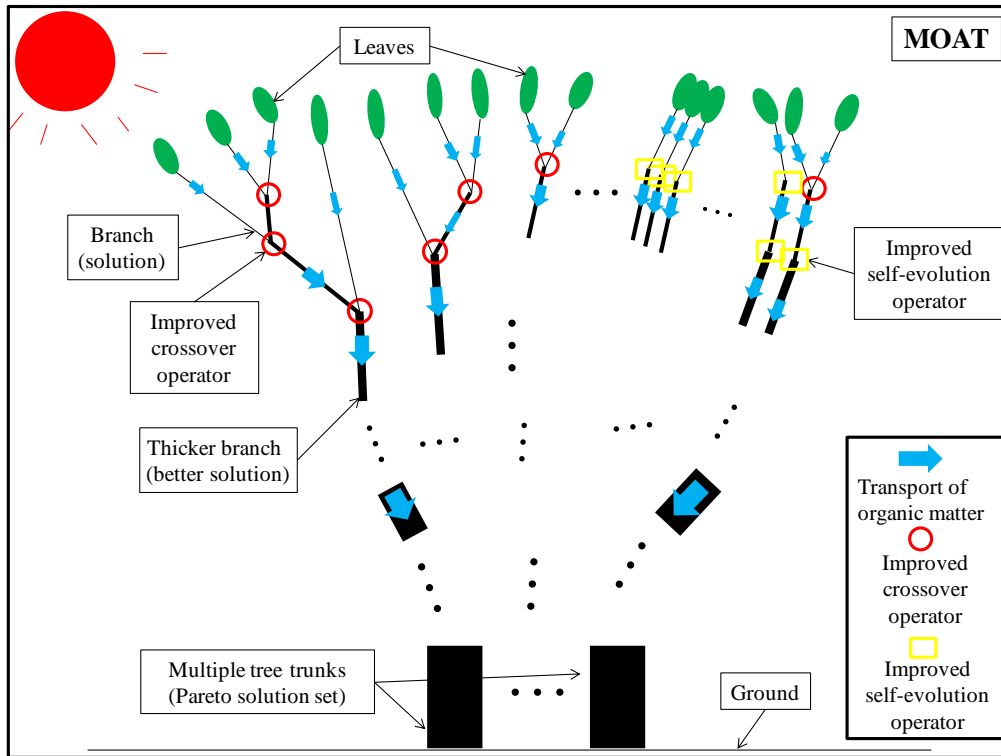 MOAT
Leaves
Branch
(solution)
Improved
crossover
operator
Improved
self-evolution
operator
Thicker branch
(better solution)
Transport of
organic matter
Improved
crossover
operator
Improved
self-evolution
operator
Multiple tree trunks
(Pareto solution set)
Ground